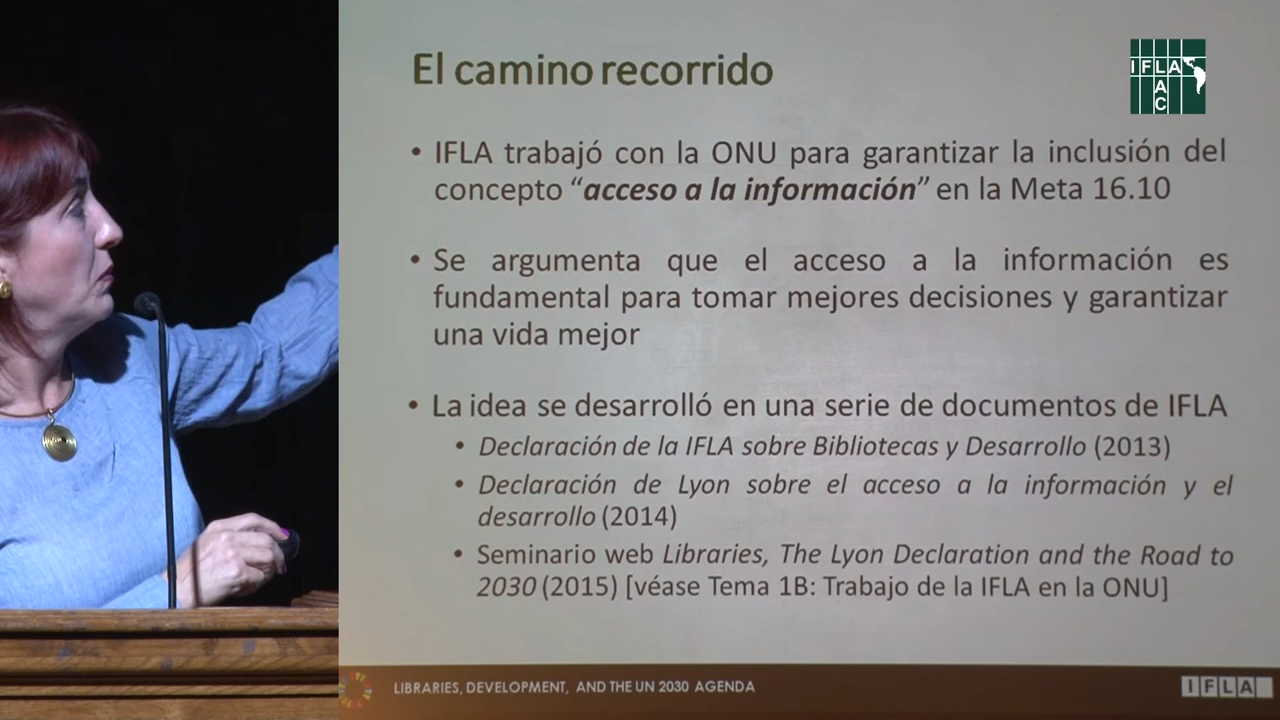 El camino recorrido
IFLA
LAC
• IFLA trabajó con la ONU para garantizar la inclusión del
concepto “acceso a la información” en la Meta 16.10
• Se argumenta que el acceso a la información es
fundamental para tomar mejores decisiones y garantizar
una vida mejor
• La idea se desarrolló en una serie de documentos de IFLA
• Declaración de la IFLA sobre Bibliotecas y Desarrollo (2013)
• Declaración de Lyon sobre el acceso a la información y el
desarrollo (2014)
• Seminario web Libraries, The Lyon Declaration and the Road to
2030 (2015) [véase Tema 1B: Trabajo de la IFLA en la ONU]
LIBRARIES, DEVELOPMENT, AND THE UN 2030 AGENDA
IFLA